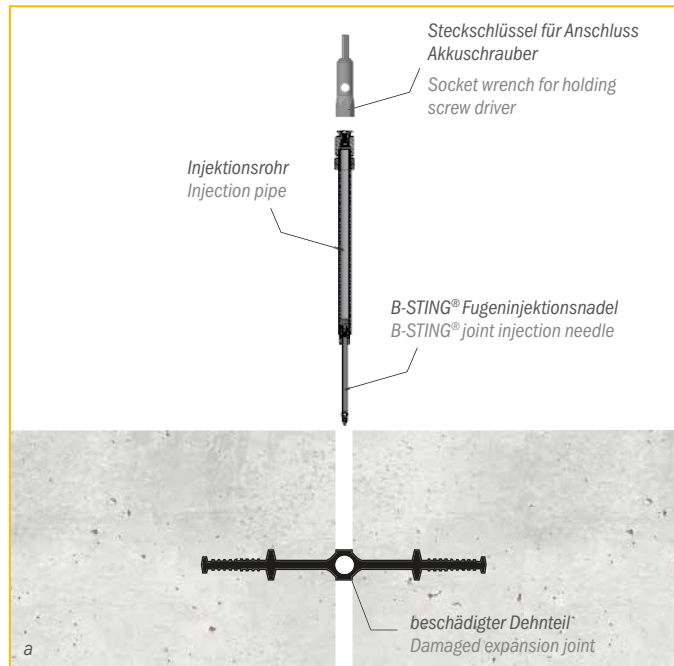 Steckschlüssel für Anschluss
Akkuschrauber
Socket wrench for holding
screw driver
Injektionsrohr
Injection pipe
B-STING® Fugeninjektionsnadel
B-STING® joint injection needle
beschädigter Dehnteil
Damaged expansion joint
a